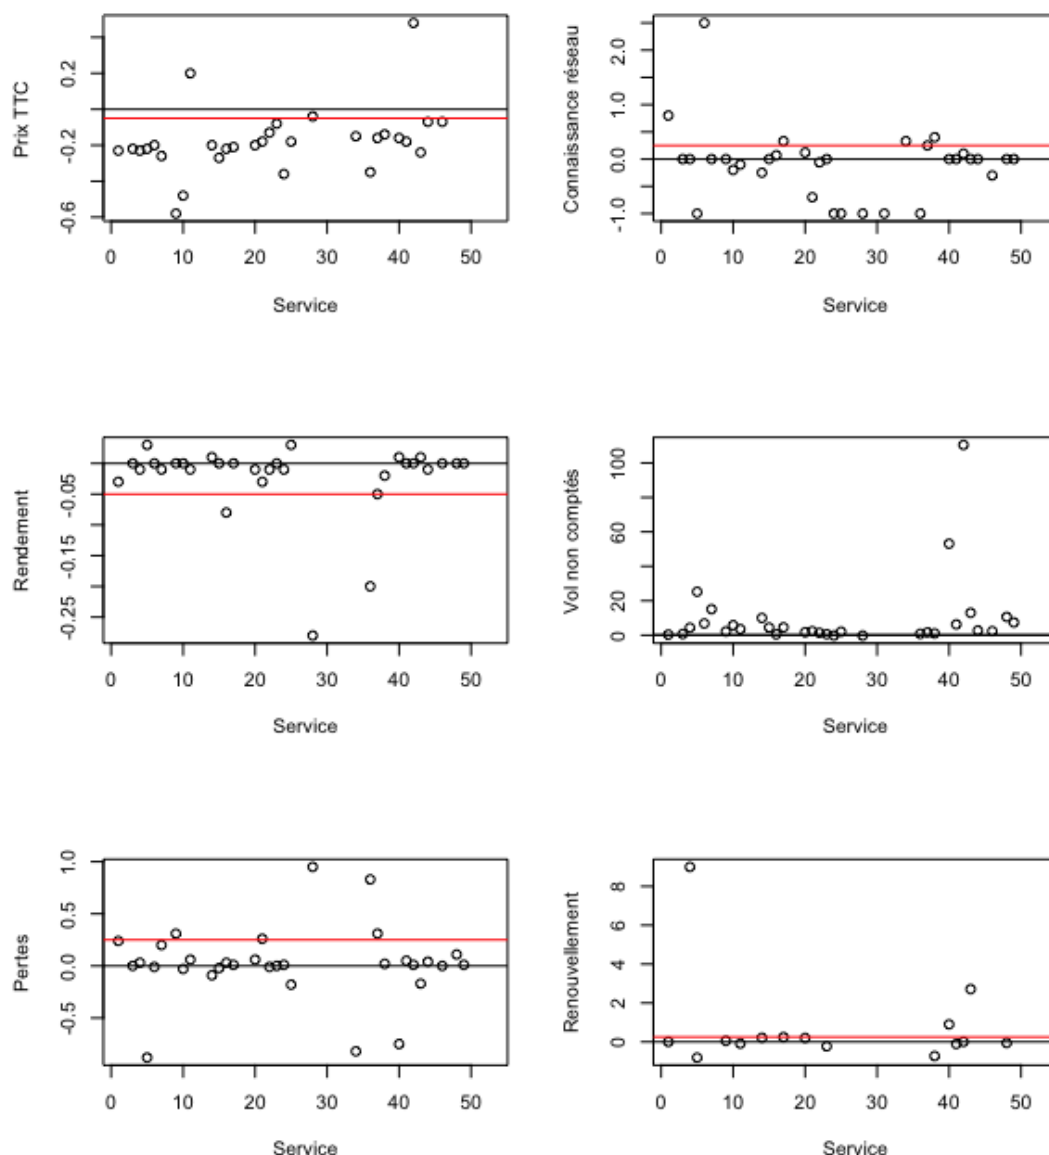 Prix TTC
-0.6 -0.2 0.2
0 10 20 30 40 50
Service
Connaissance réseau
-1.0 0.0 1.0 2.0
0 10 20 30 40 50
Service
Rendement
-0.25 -0.15 -0.05
0 10 20 30 40 50
Service
Vol non comptés
0 20 60 100
0 10 20 30 40 50
Service
Pertes
-0.5 0.0 0.5 1.0
0 10 20 30 40 50
Service
Renouvellement
0 2 4 6 8
0 10 20 30 40 50
Service